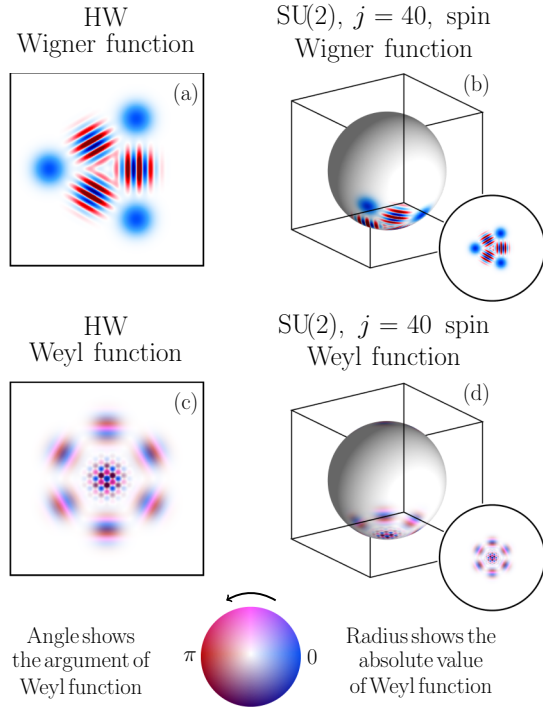 HW
Wigner function
SU(2), j = 40, spin
Wigner function
(a)
(b)
HW
Weyl function
SU(2), j = 40 spin
Weyl function
(c)
(d)
Angle shows
the argument of
Weyl function
π
0
Radius shows the
absolute value
of Weyl function